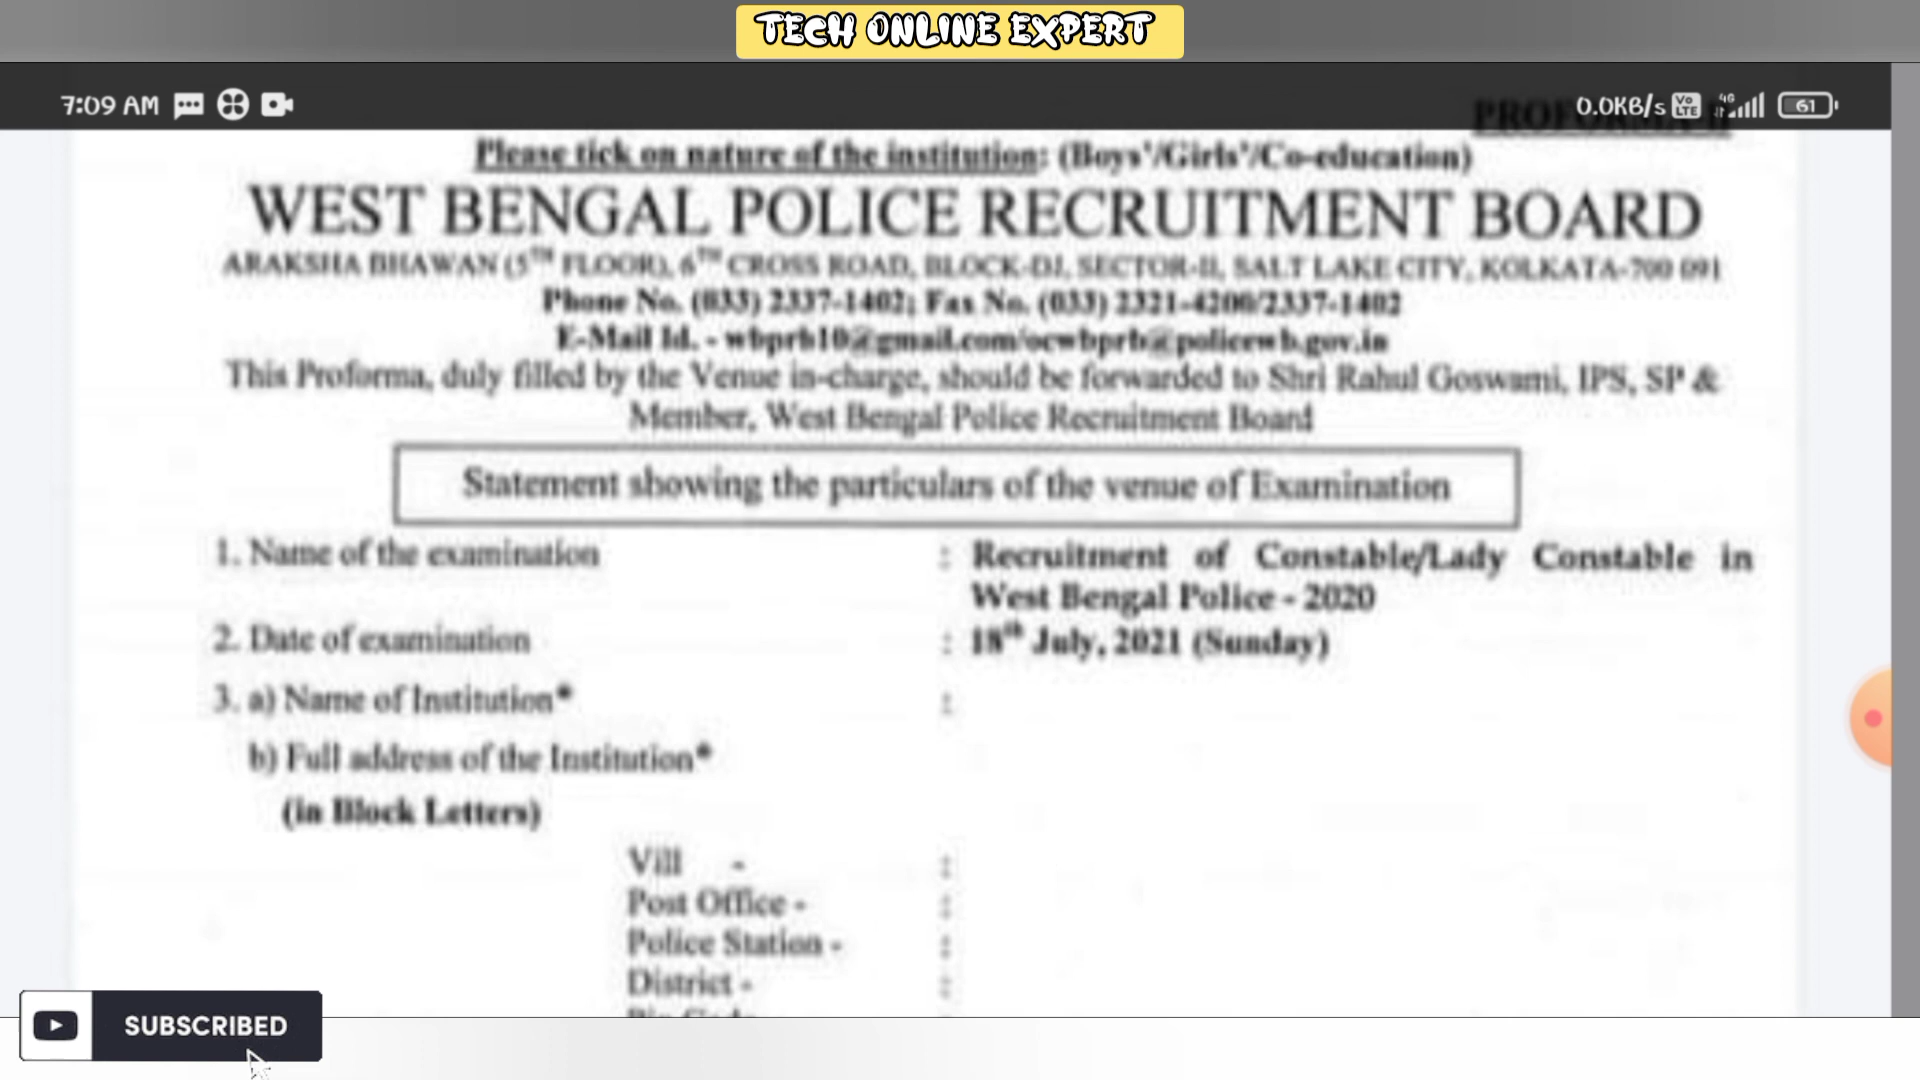 TECH ONLINE EXPERT
7:09 AM
0.0KB/s Vo LTE 4G 61
Please tick on nature of the institution: (Boys'/Girls'/Co-education)
WEST BENGAL POLICE RECRUITMENT BOARD
ARAKSHA BHAWAN (5TH FLOOR), 6TH CROSS ROAD, BLOCK-DJ, SECTOR-II, SALT LAKE CITY, KOLKATA-700 091
Phone No. (033) 2337-1402; Fax No. (033) 2321-4200/2337-1402
E-Mail Id. - wbprb10@gmail.com/ocwbprb@policewb.gov.in
This Proforma, duly filled by the Venue in-charge, should be forwarded to Shri Rahul Goswami, IPS, SP &
Member, West Bengal Police Recruitment Board
Statement showing the particulars of the venue of Examination
1. Name of the examination : Recruitment of Constable/Lady Constable in
West Bengal Police - 2020
2. Date of examination : 18th July, 2021 (Sunday)
3. a) Name of Institution* :
b) Full address of the Institution*
(in Block Letters)
Vill - :
Post Office - :
Police Station - :
District - :
SUBSCRIBED